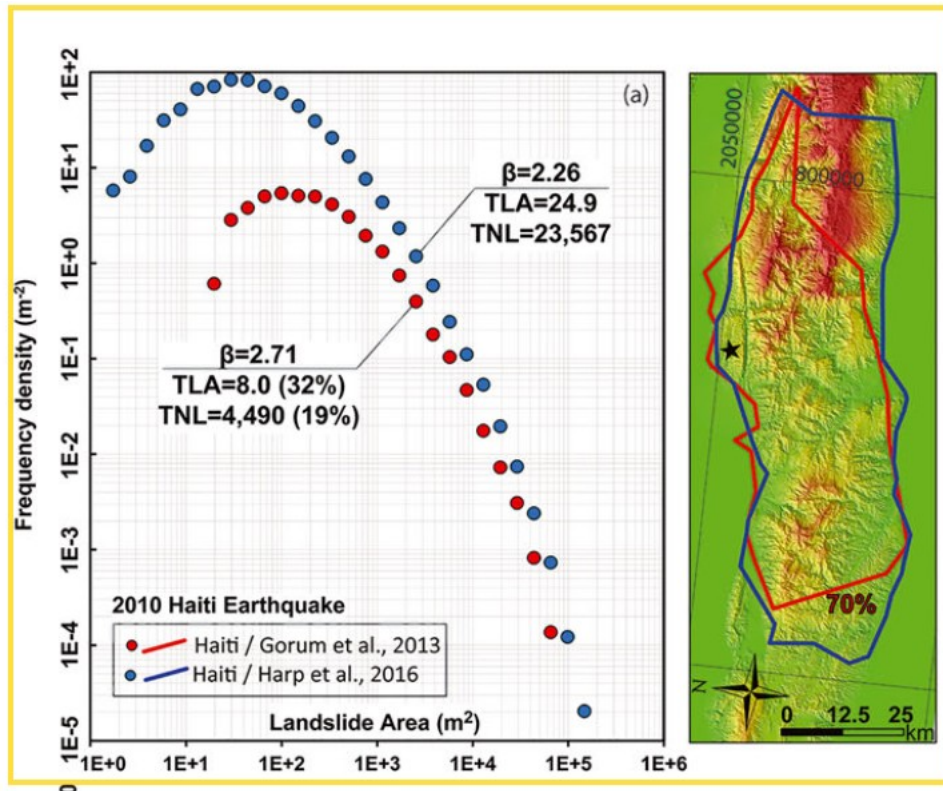 (a)
1E+2
1E+1
1E+0
1E-1
1E-2
1E-3
1E-4
1E-5
Frequency density (m⁻²)
β=2.26
TLA=24.9
TNL=23,567
β=2.71
TLA=8.0 (32%)
TNL=4,490 (19%)
2010 Haiti Earthquake
Haiti / Gorum et al., 2013
Haiti / Harp et al., 2016
Landslide Area (m²)
1E+0
1E+1
1E+2
1E+3
1E+4
1E+5
1E+6
2050000
800000
70%
N
0 12.5 25
km